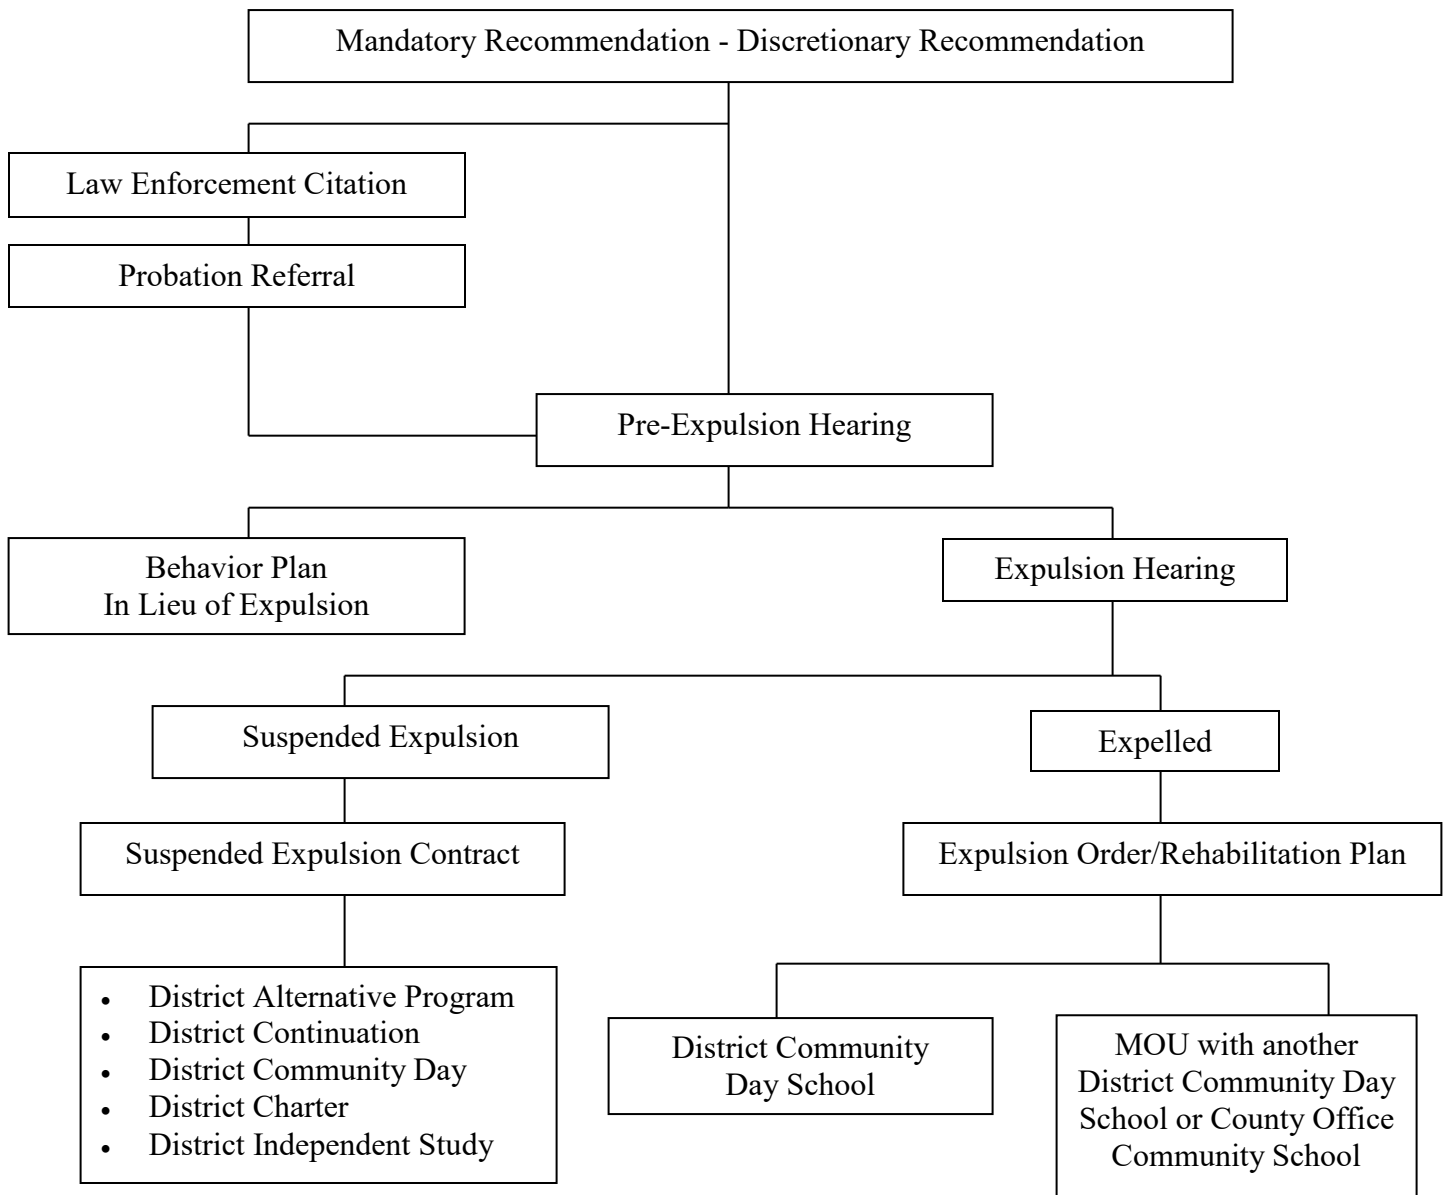 Mandatory Recommendation - Discretionary Recommendation
Law Enforcement Citation
Probation Referral
Pre-Expulsion Hearing
Behavior Plan
In Lieu of Expulsion
Expulsion Hearing
Suspended Expulsion
Expelled
Suspended Expulsion Contract
Expulsion Order/Rehabilitation Plan
• District Alternative Program
• District Continuation
• District Community Day
• District Charter
• District Independent Study
District Community
Day School
MOU with another
District Community Day
School or County Office
Community School